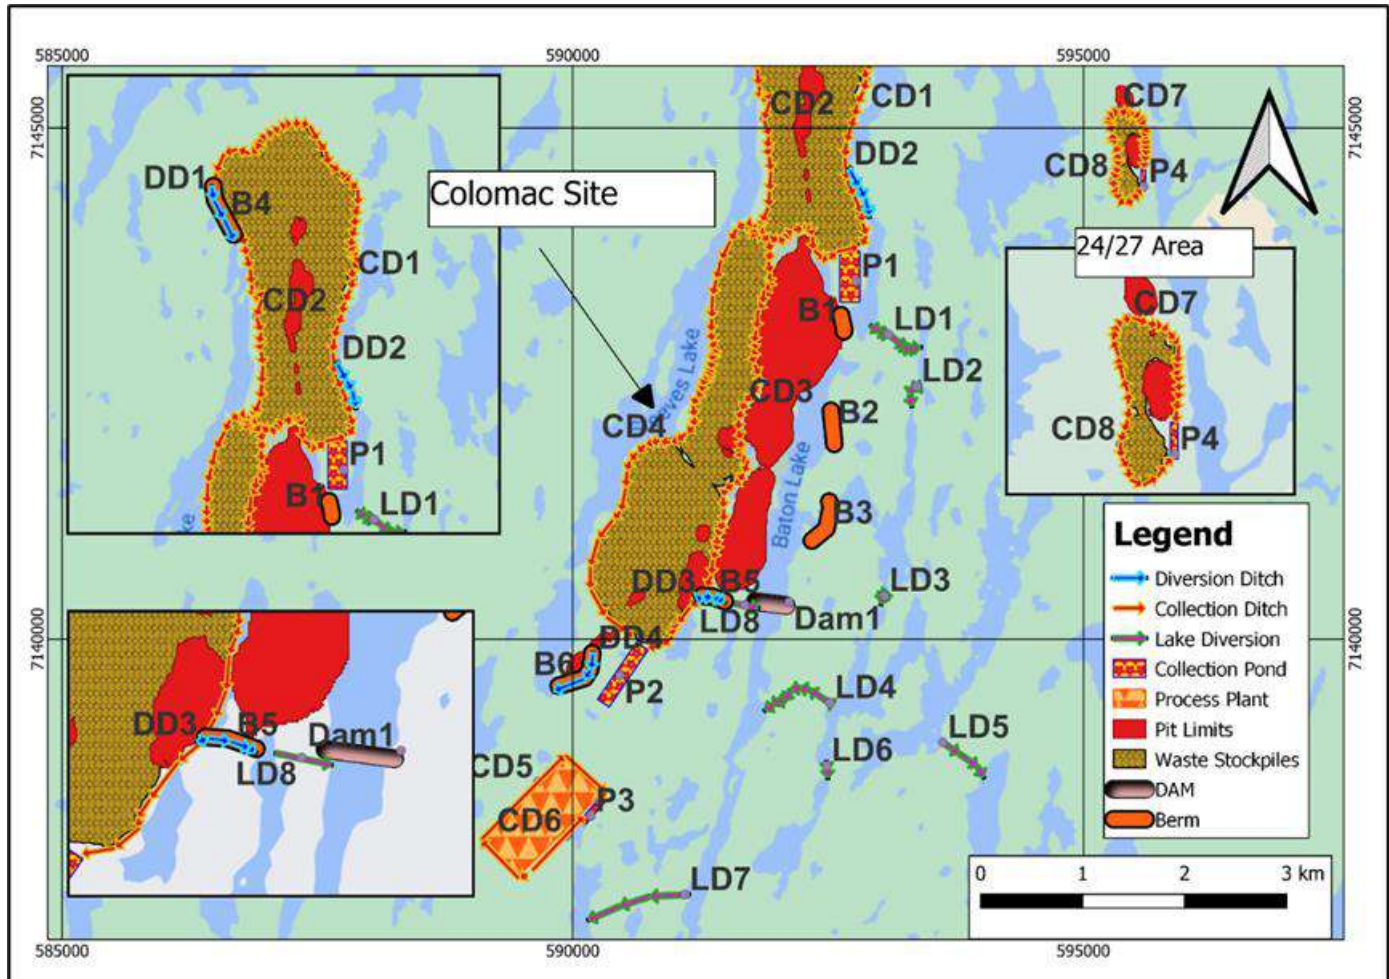 585000
590000
595000
7145000
7145000
CD2
CD1
DD2
CD7
CD8
P4
DD1
B4
CD1
CD2
DD2
P1
B1
LD1
Colomac Site
P1
B1
LD1
LD2
CD3
CD4
B2
Baton Lake
B3
24/27 Area
CD7
CD8
P4
DD3
B5
LD8
Dam1
LD3
7140000
7140000
DD4
B6
P2
LD4
LD5
LD6
CD5
CD6
P3
LD7
DD3
B5
Dam1
LD8
Legend
Diversion Ditch
Collection Ditch
Lake Diversion
Collection Pond
Process Plant
Pit Limits
Waste Stockpiles
DAM
Berm
0 1 2 3 km
585000
590000
595000